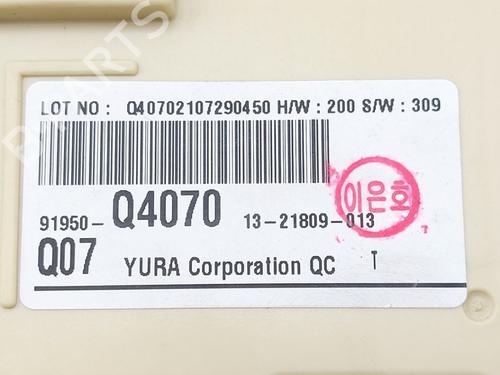 LOT NO : Q40702107290450 H/W : 200 S/W : 309
91950-Q4070 13-21809-013
이은호
Q07 YURA Corporation QC T